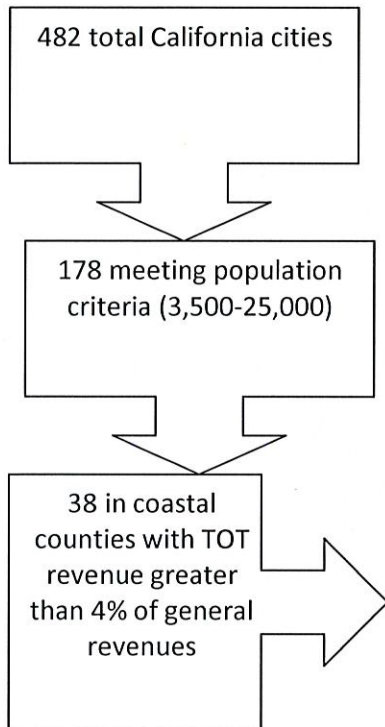 482 total California cities
178 meeting population
criteria (3,500-25,000)
38 in coastal
counties with TOT
revenue greater
than 4% of general
revenues